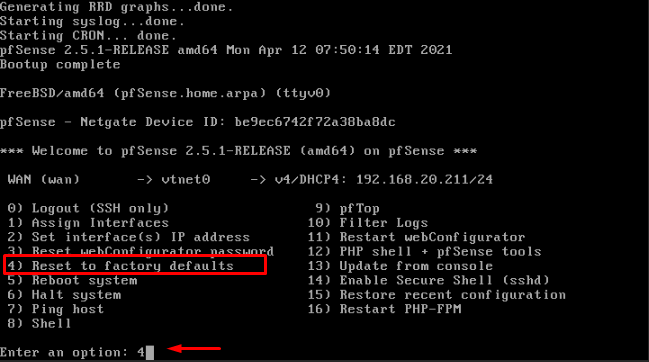 Generating RRD graphs...done.
Starting syslog...done.
Starting CRON... done.
pfSense 2.5.1-RELEASE amd64 Mon Apr 12 07:50:14 EDT 2021
Bootup complete
FreeBSD/amd64 (pfSense.home.arpa) (ttyv0)
pfSense - Netgate Device ID: be9ec6742f72a38ba8dc
*** Welcome to pfSense 2.5.1-RELEASE (amd64) on pfSense ***
WAN (wan) -> vtnet0 -> v4/DHCP4: 192.168.20.211/24
0) Logout (SSH only) 9) pfTop
1) Assign Interfaces 10) Filter Logs
2) Set interface(s) IP address 11) Restart webConfigurator
3) Reset webConfigurator password 12) PHP shell + pfSense tools
4) Reset to factory defaults 13) Update from console
5) Reboot system 14) Enable Secure Shell (sshd)
6) Halt system 15) Restore recent configuration
7) Ping host 16) Restart PHP-FPM
8) Shell
Enter an option: 4